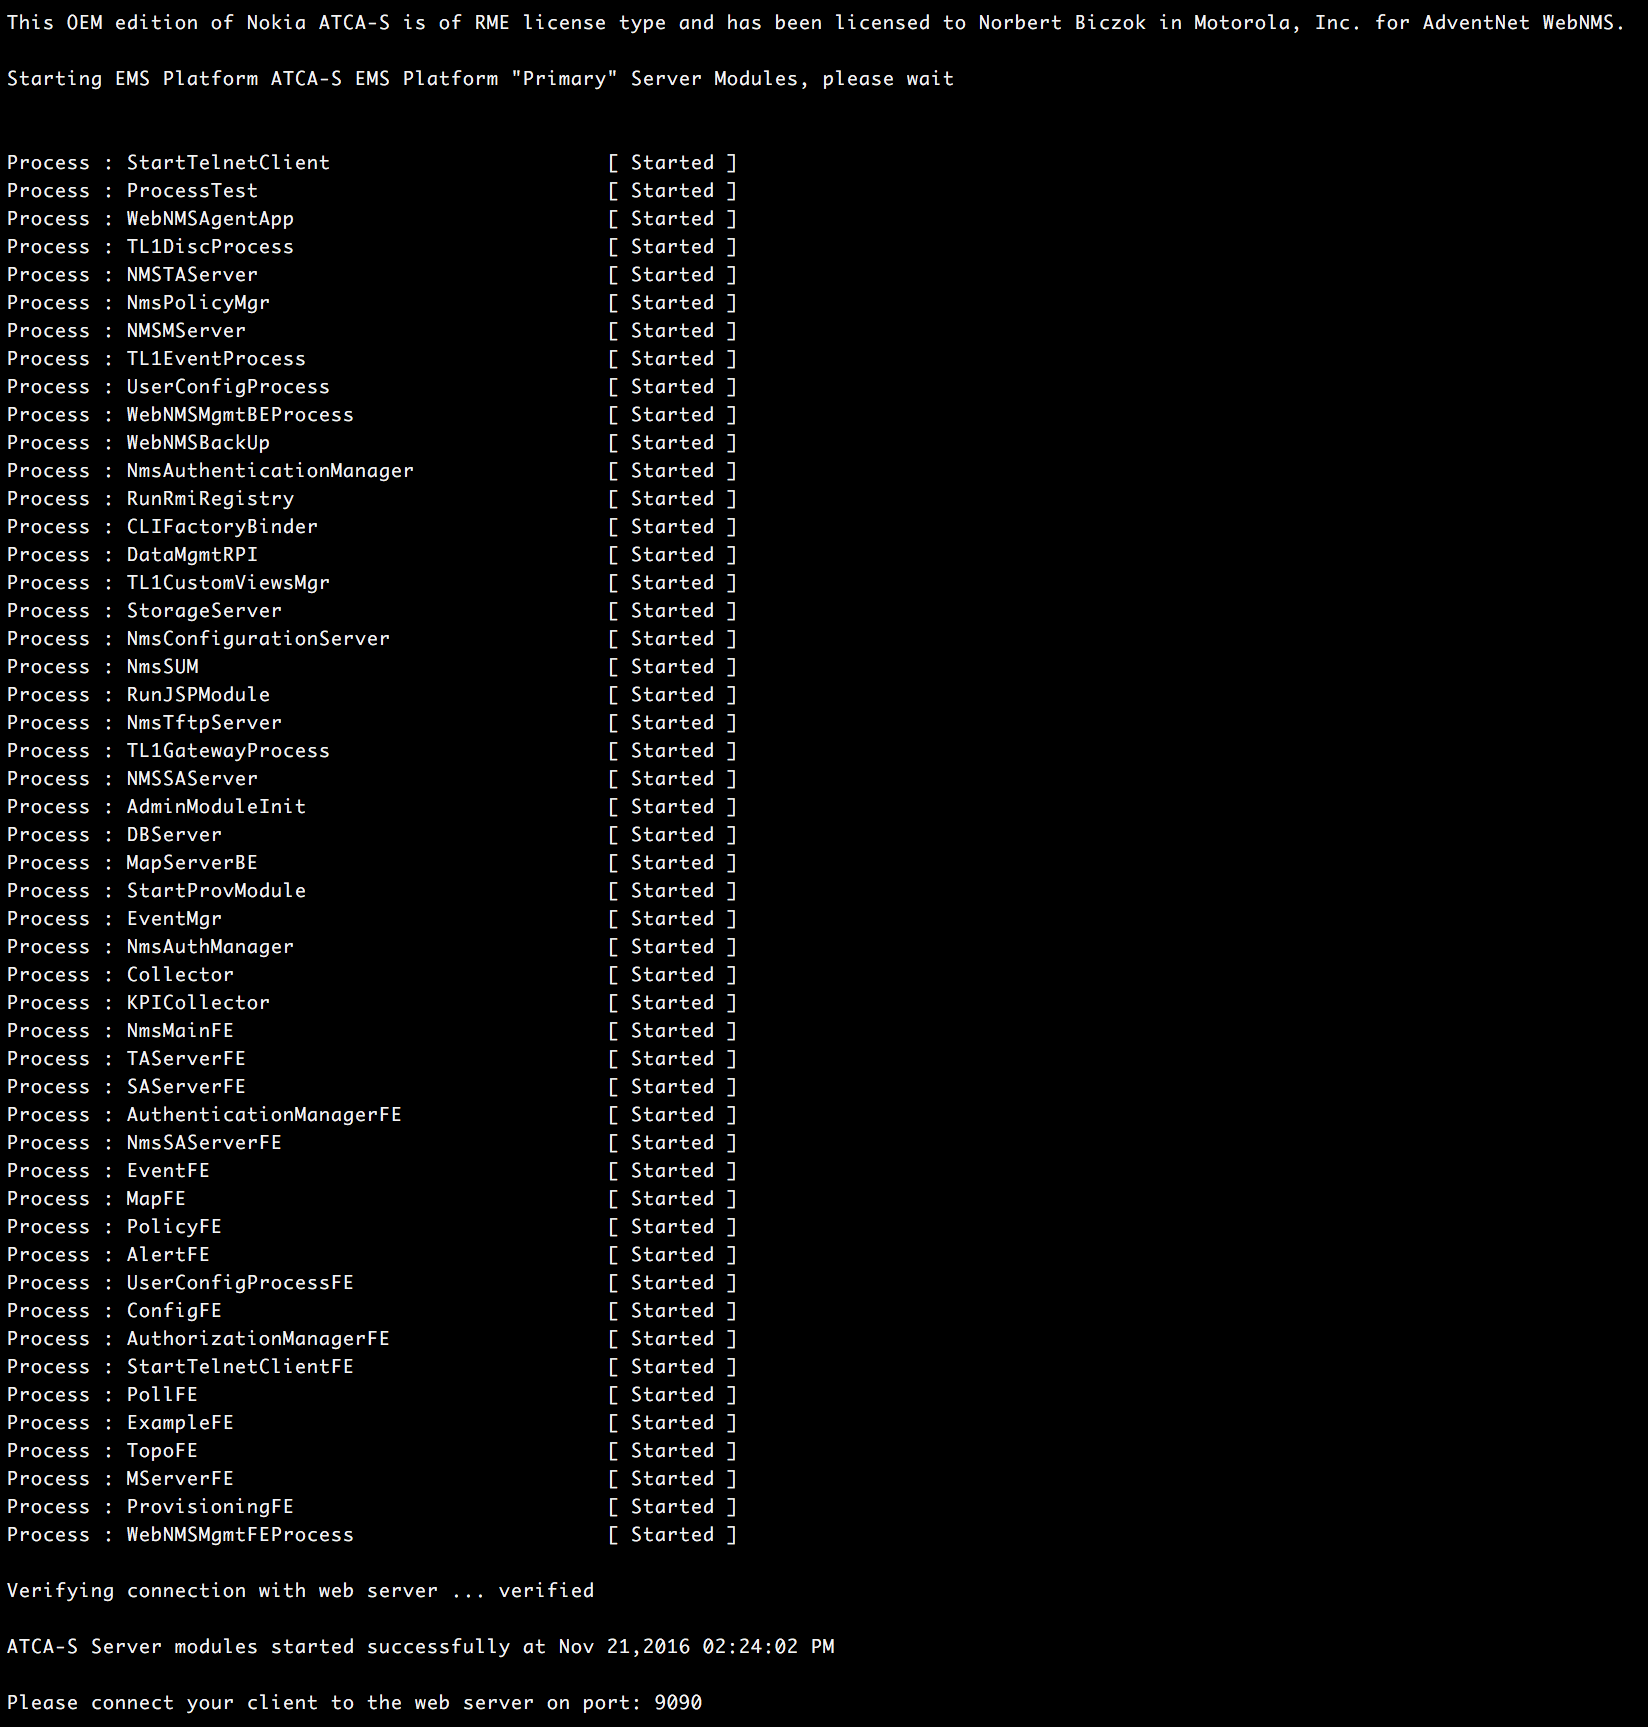 This OEM edition of Nokia ATCA-S is of RME license type and has been licensed to Norbert Biczok in Motorola, Inc. for AdventNet WebNMS.
Starting EMS Platform ATCA-S EMS Platform "Primary" Server Modules, please wait
Process : StartTelnetClient [ Started ]
Process : ProcessTest [ Started ]
Process : WebNMSAgentApp [ Started ]
Process : TL1DiscProcess [ Started ]
Process : NMSTAServer [ Started ]
Process : NmsPolicyMgr [ Started ]
Process : NMSMServer [ Started ]
Process : TL1EventProcess [ Started ]
Process : UserConfigProcess [ Started ]
Process : WebNMSMgmtBEProcess [ Started ]
Process : WebNMSBackUp [ Started ]
Process : NmsAuthenticationManager [ Started ]
Process : RunRmiRegistry [ Started ]
Process : CLIFactoryBinder [ Started ]
Process : DataMgmtRPI [ Started ]
Process : TL1CustomViewsMgr [ Started ]
Process : StorageServer [ Started ]
Process : NmsConfigurationServer [ Started ]
Process : NmsSUM [ Started ]
Process : RunJSPModule [ Started ]
Process : NmsTftpServer [ Started ]
Process : TL1GatewayProcess [ Started ]
Process : NMSSAServer [ Started ]
Process : AdminModuleInit [ Started ]
Process : DBServer [ Started ]
Process : MapServerBE [ Started ]
Process : StartProvModule [ Started ]
Process : EventMgr [ Started ]
Process : NmsAuthManager [ Started ]
Process : Collector [ Started ]
Process : KPICollector [ Started ]
Process : NmsMainFE [ Started ]
Process : TAServerFE [ Started ]
Process : SAServerFE [ Started ]
Process : AuthenticationManagerFE [ Started ]
Process : NmsSAServerFE [ Started ]
Process : EventFE [ Started ]
Process : MapFE [ Started ]
Process : PolicyFE [ Started ]
Process : AlertFE [ Started ]
Process : UserConfigProcessFE [ Started ]
Process : ConfigFE [ Started ]
Process : AuthorizationManagerFE [ Started ]
Process : StartTelnetClientFE [ Started ]
Process : PollFE [ Started ]
Process : ExampleFE [ Started ]
Process : TopoFE [ Started ]
Process : MServerFE [ Started ]
Process : ProvisioningFE [ Started ]
Process : WebNMSMgmtFEProcess [ Started ]
Verifying connection with web server ... verified
ATCA-S Server modules started successfully at Nov 21,2016 02:24:02 PM
Please connect your client to the web server on port: 9090